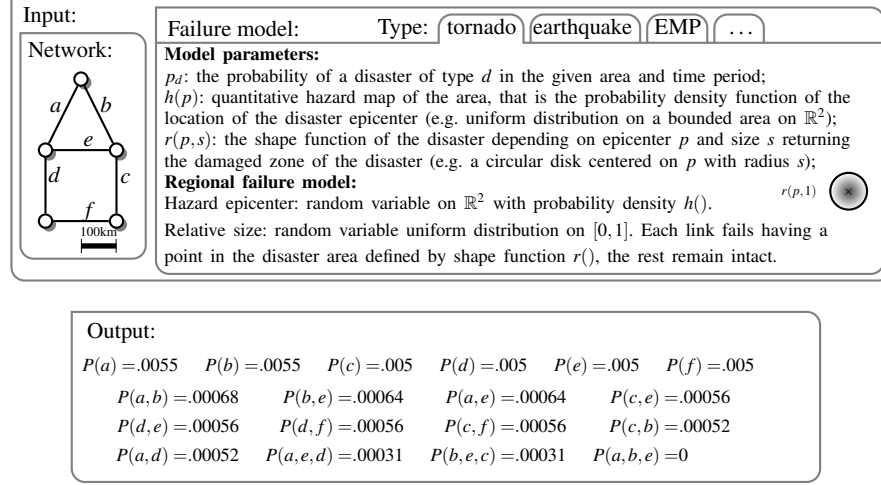 Input:
Network:
a
b
e
d
c
f
100km
Failure model: Type: tornado earthquake EMP ...
Model parameters:
p_d: the probability of a disaster of type d in the given area and time period;
h(p): quantitative hazard map of the area, that is the probability density function of the
location of the disaster epicenter (e.g. uniform distribution on a bounded area on ℝ²);
r(p,s): the shape function of the disaster depending on epicenter p and size s returning
the damaged zone of the disaster (e.g. a circular disk centered on p with radius s);
Regional failure model:
Hazard epicenter: random variable on ℝ² with probability density h().
r(p,1)
Relative size: random variable uniform distribution on [0,1]. Each link fails having a
point in the disaster area defined by shape function r(), the rest remain intact.
Output:
P(a)=.0055 P(b)=.0055 P(c)=.005 P(d)=.005 P(e)=.005 P(f)=.005
P(a,b)=.00068 P(b,e)=.00064 P(a,e)=.00064 P(c,e)=.00056
P(d,e)=.00056 P(d,f)=.00056 P(c,f)=.00056 P(c,b)=.00052
P(a,d)=.00052 P(a,e,d)=.00031 P(b,e,c)=.00031 P(a,b,e)=0